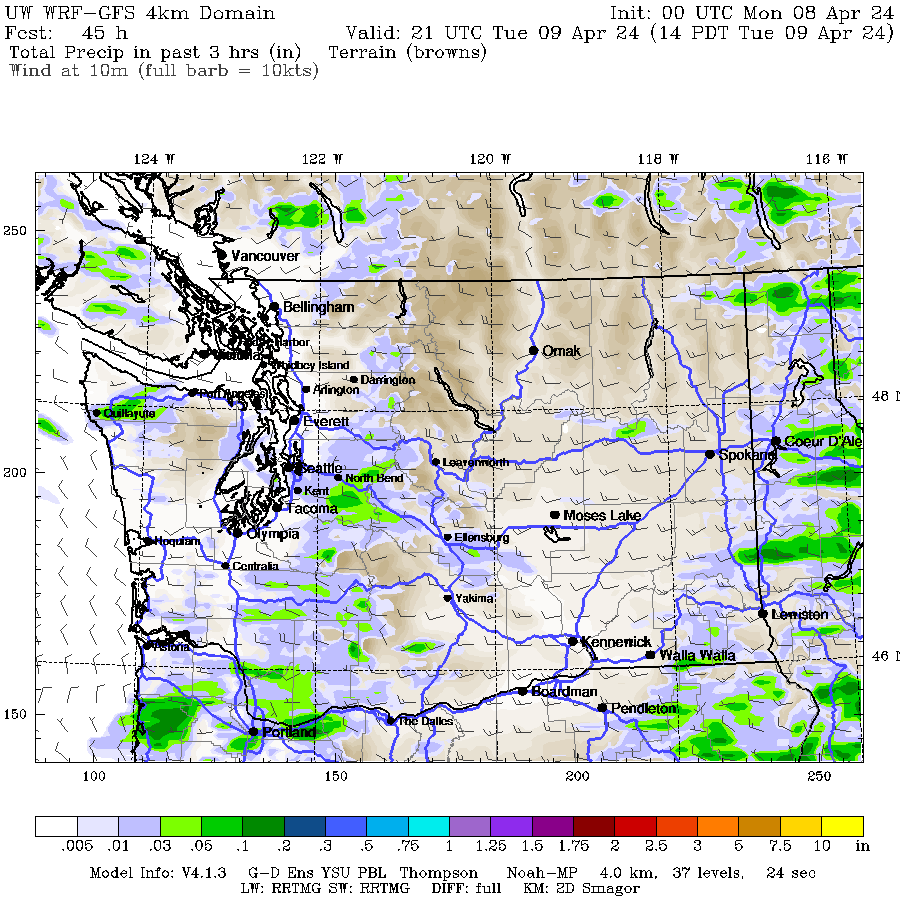 UW WRF-GFS 4km Domain Init: 00 UTC Mon 08 Apr 24
Fcst: 45 h Valid: 21 UTC Tue 09 Apr 24 (14 PDT Tue 09 Apr 24)
Total Precip in past 3 hrs (in) Terrain (browns)
Wind at 10m (full barb = 10kts)
124 W 122 W 120 W 118 W 116 W
250
Vancouver
Bellingham
Harbor
Victoria
Whidbey Island
Omak
Darrington
Port Angeles Arlington
48 N
Quillayute
Everett
Coeur D'Ale
Spokane
Leavenworth
200
Seattle
North Bend
Kent
Tacoma
Moses Lake
Olympia
Hoquiam
Ellensburg
Centralia
Yakima
Lewiston
Kennewick
Astoria
Walla Walla
46 N
Boardman
Pendleton
150
The Dalles
Portland
100 150 200 250
.005 .01 .03 .05 .1 .2 .3 .5 .75 1 1.25 1.5 1.75 2 2.5 3 5 7.5 10 in
Model Info: V4.1.3 G-D Ens YSU PBL Thompson Noah-MP 4.0 km, 37 levels, 24 sec
LW: RRTMG SW: RRTMG DIFF: full KM: 2D Smagor